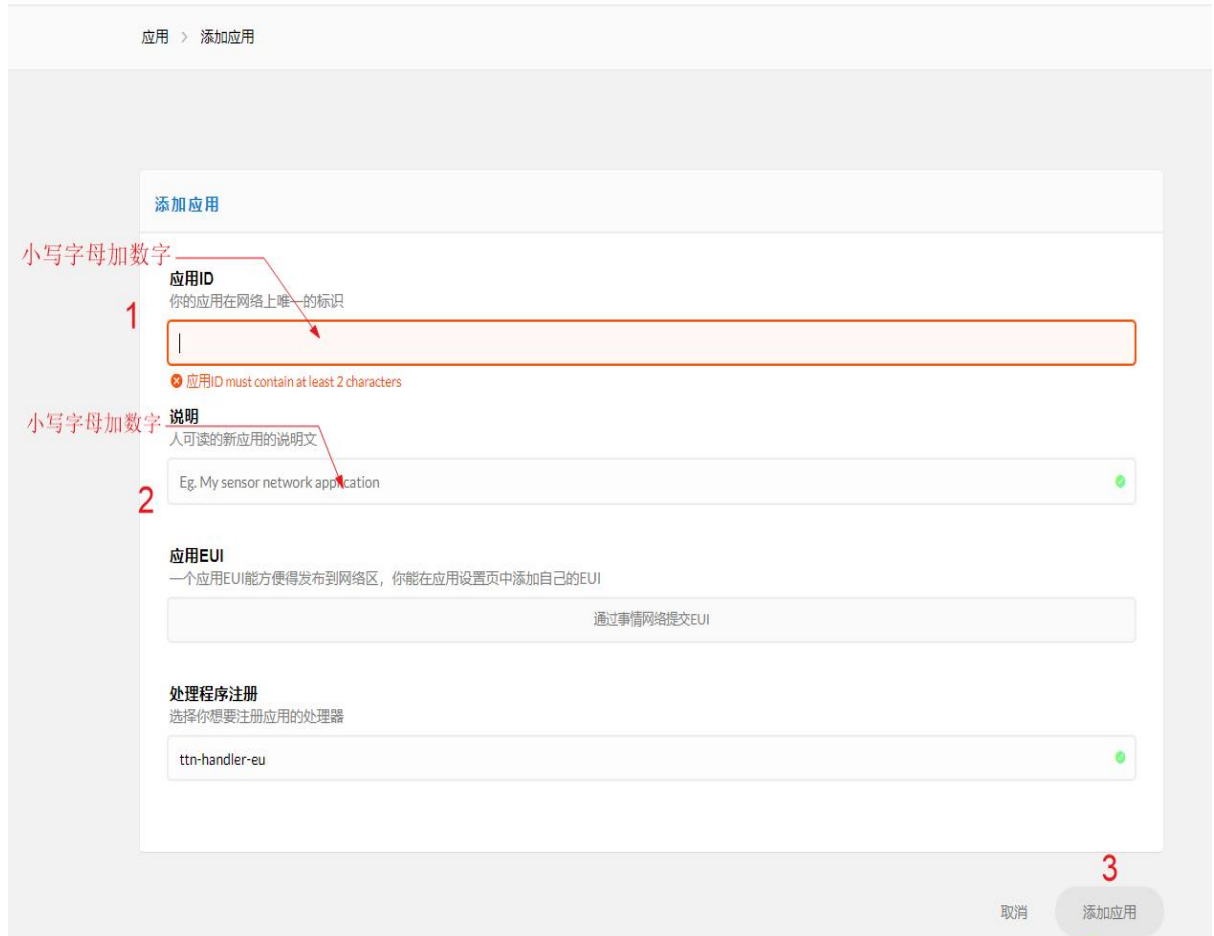 应用 > 添加应用
添加应用
小写字母加数字
应用ID
你的应用在网络上唯一的标识
1
应用ID must contain at least 2 characters
小写字母加数字
说明
人可读的新应用的说明文
Eg. My sensor network application
2
应用EUI
一个应用EUI能方便得发布到网络区，你能在应用设置页中添加自己的EUI
通过事情网络提交EUI
处理程序注册
选择你想要注册应用的处理器
ttn-handler-eu
3
取消
添加应用